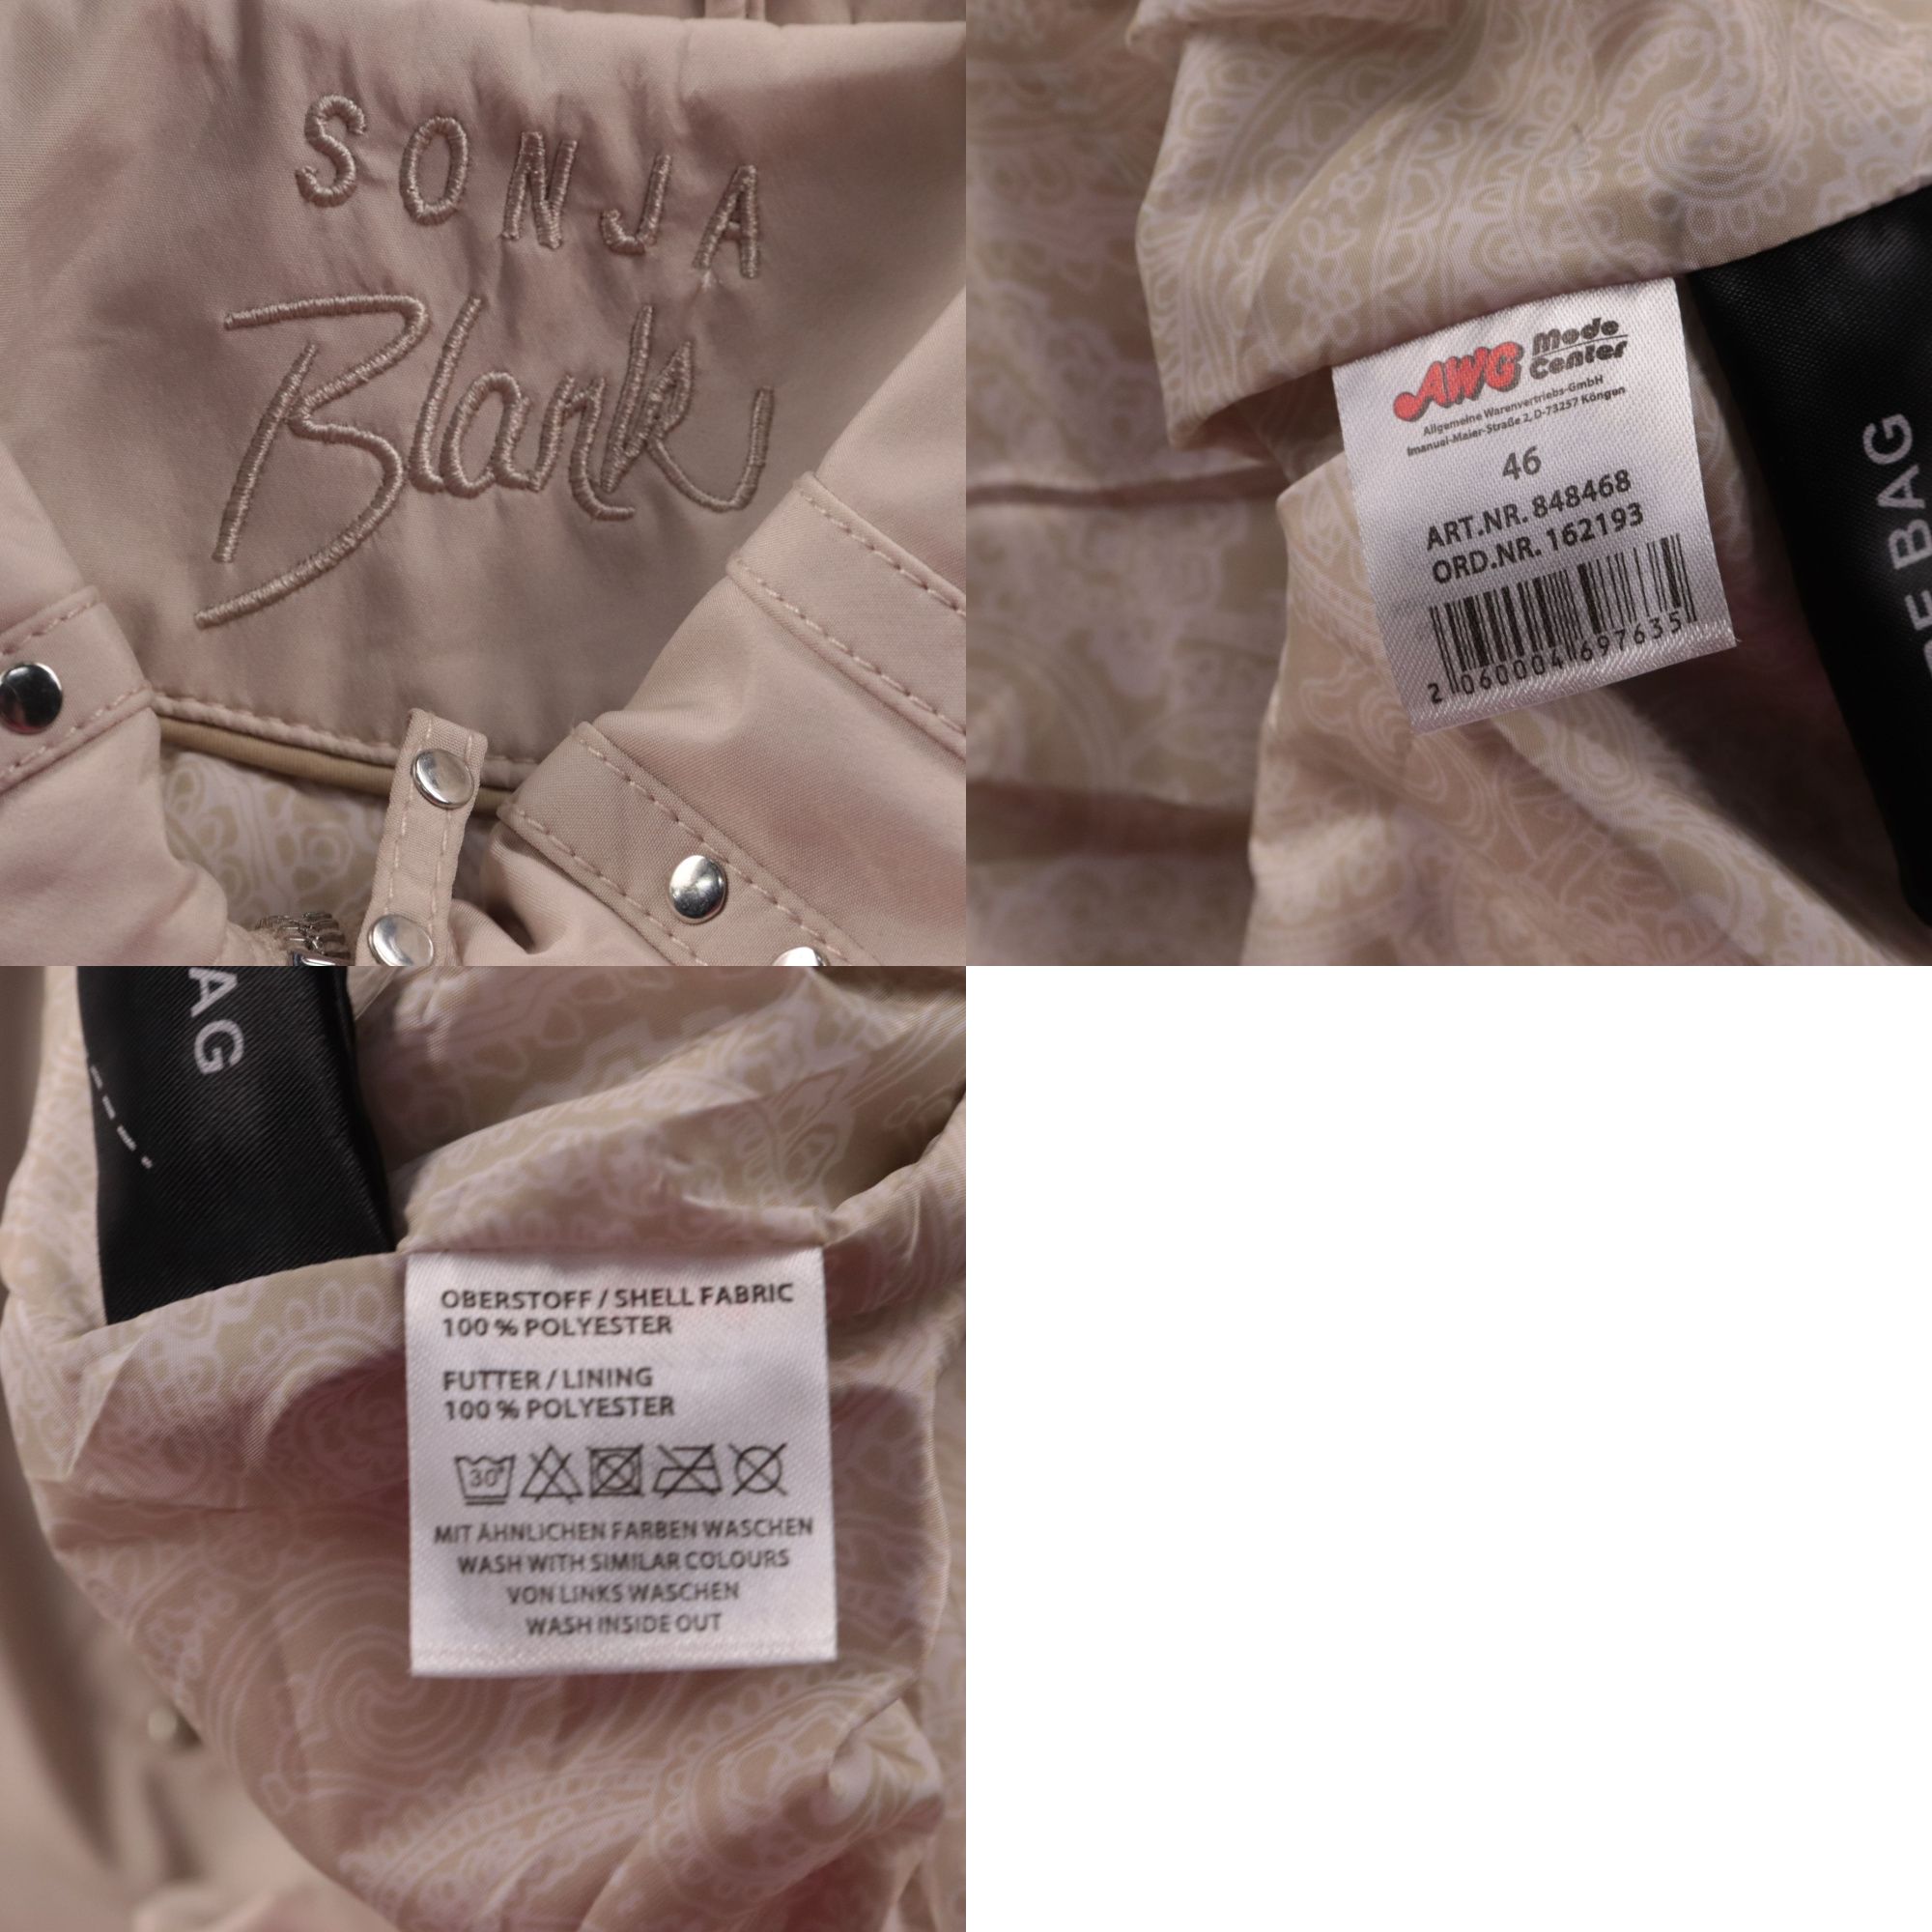 SONJA
Blank
AWG Mode Center
Allgemeine Warenvertriebs-GmbH
Imanuel-Maier-Straße 2, D-73257 Köngen
46
ART.NR. 848468
ORD.NR. 162193
2 060004 697635
BAG
AG
OBERSTOFF / SHELL FABRIC
100 % POLYESTER
FUTTER / LINING
100 % POLYESTER
30°
MIT ÄHNLICHEN FARBEN WASCHEN
WASH WITH SIMILAR COLOURS
VON LINKS WASCHEN
WASH INSIDE OUT